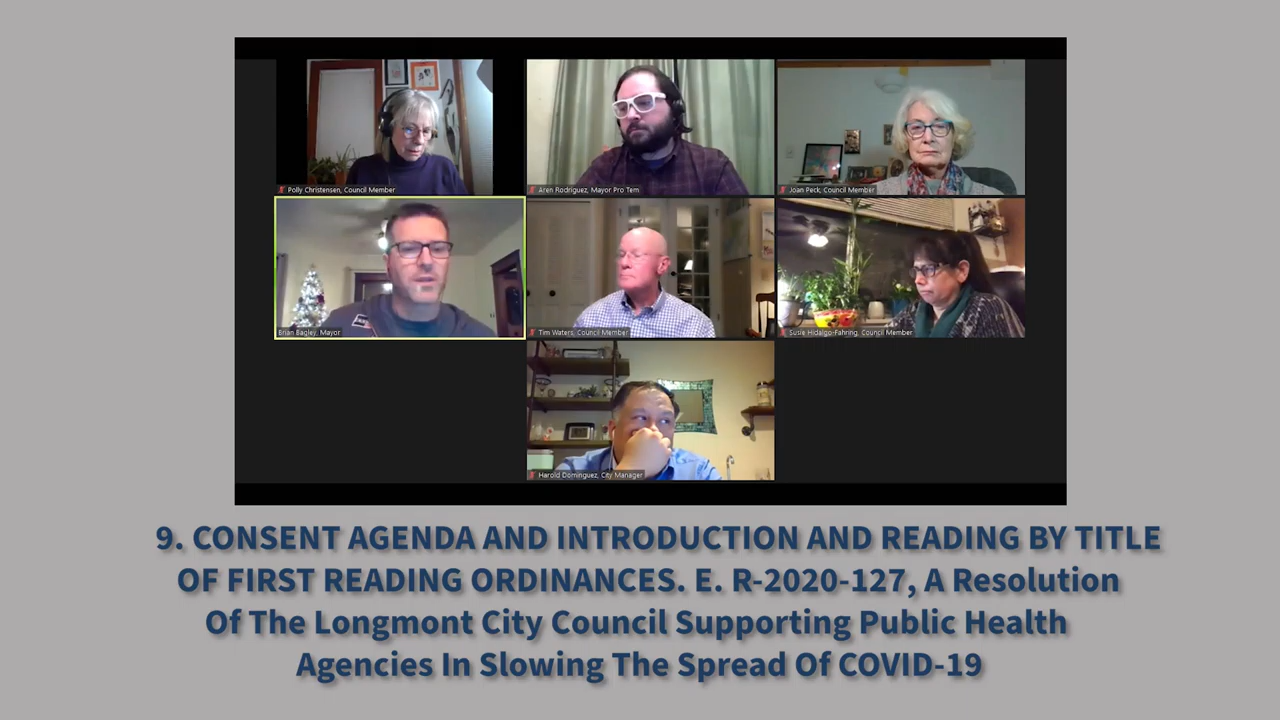 Polly Christensen, Council Member
Aren Rodriguez, Mayor Pro Tem
Joan Peck, Council Member
Brian Bagley, Mayor
Tim Waters, Council Member
Susie Hidalgo-Fahring, Council Member
Harold Dominguez, City Manager
9. CONSENT AGENDA AND INTRODUCTION AND READING BY TITLE
OF FIRST READING ORDINANCES. E. R-2020-127, A Resolution
Of The Longmont City Council Supporting Public Health
Agencies In Slowing The Spread Of COVID-19